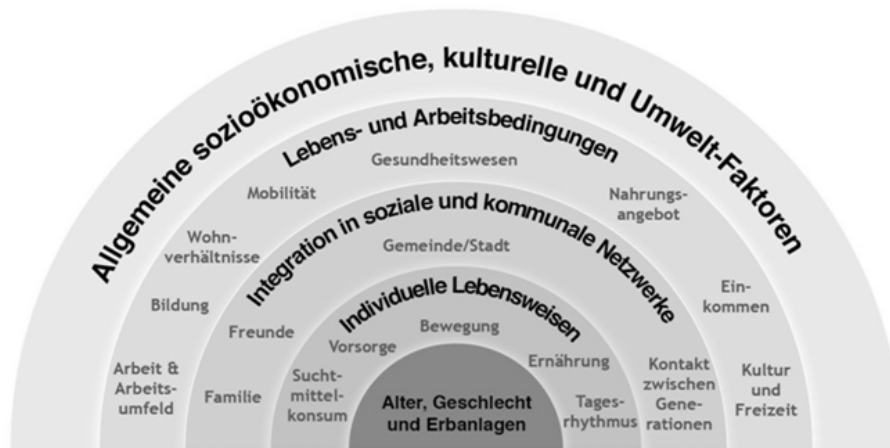 Allgemeine sozioökonomische, kulturelle und Umwelt-Faktoren
Lebens- und Arbeitsbedingungen
Gesundheitswesen
Mobilität
Nahrungs-
angebot
Wohn-
verhältnisse
Bildung
Ein-
kommen
Arbeit &
Arbeits-
umfeld
Kultur
und
Freizeit
Integration in soziale und kommunale Netzwerke
Gemeinde/Stadt
Freunde
Familie
Kontakt
zwischen
Gene-
rationen
Individuelle Lebensweisen
Bewegung
Vorsorge
Ernährung
Sucht-
mittel-
konsum
Tages-
rhythmus
Alter, Geschlecht
und Erbanlagen